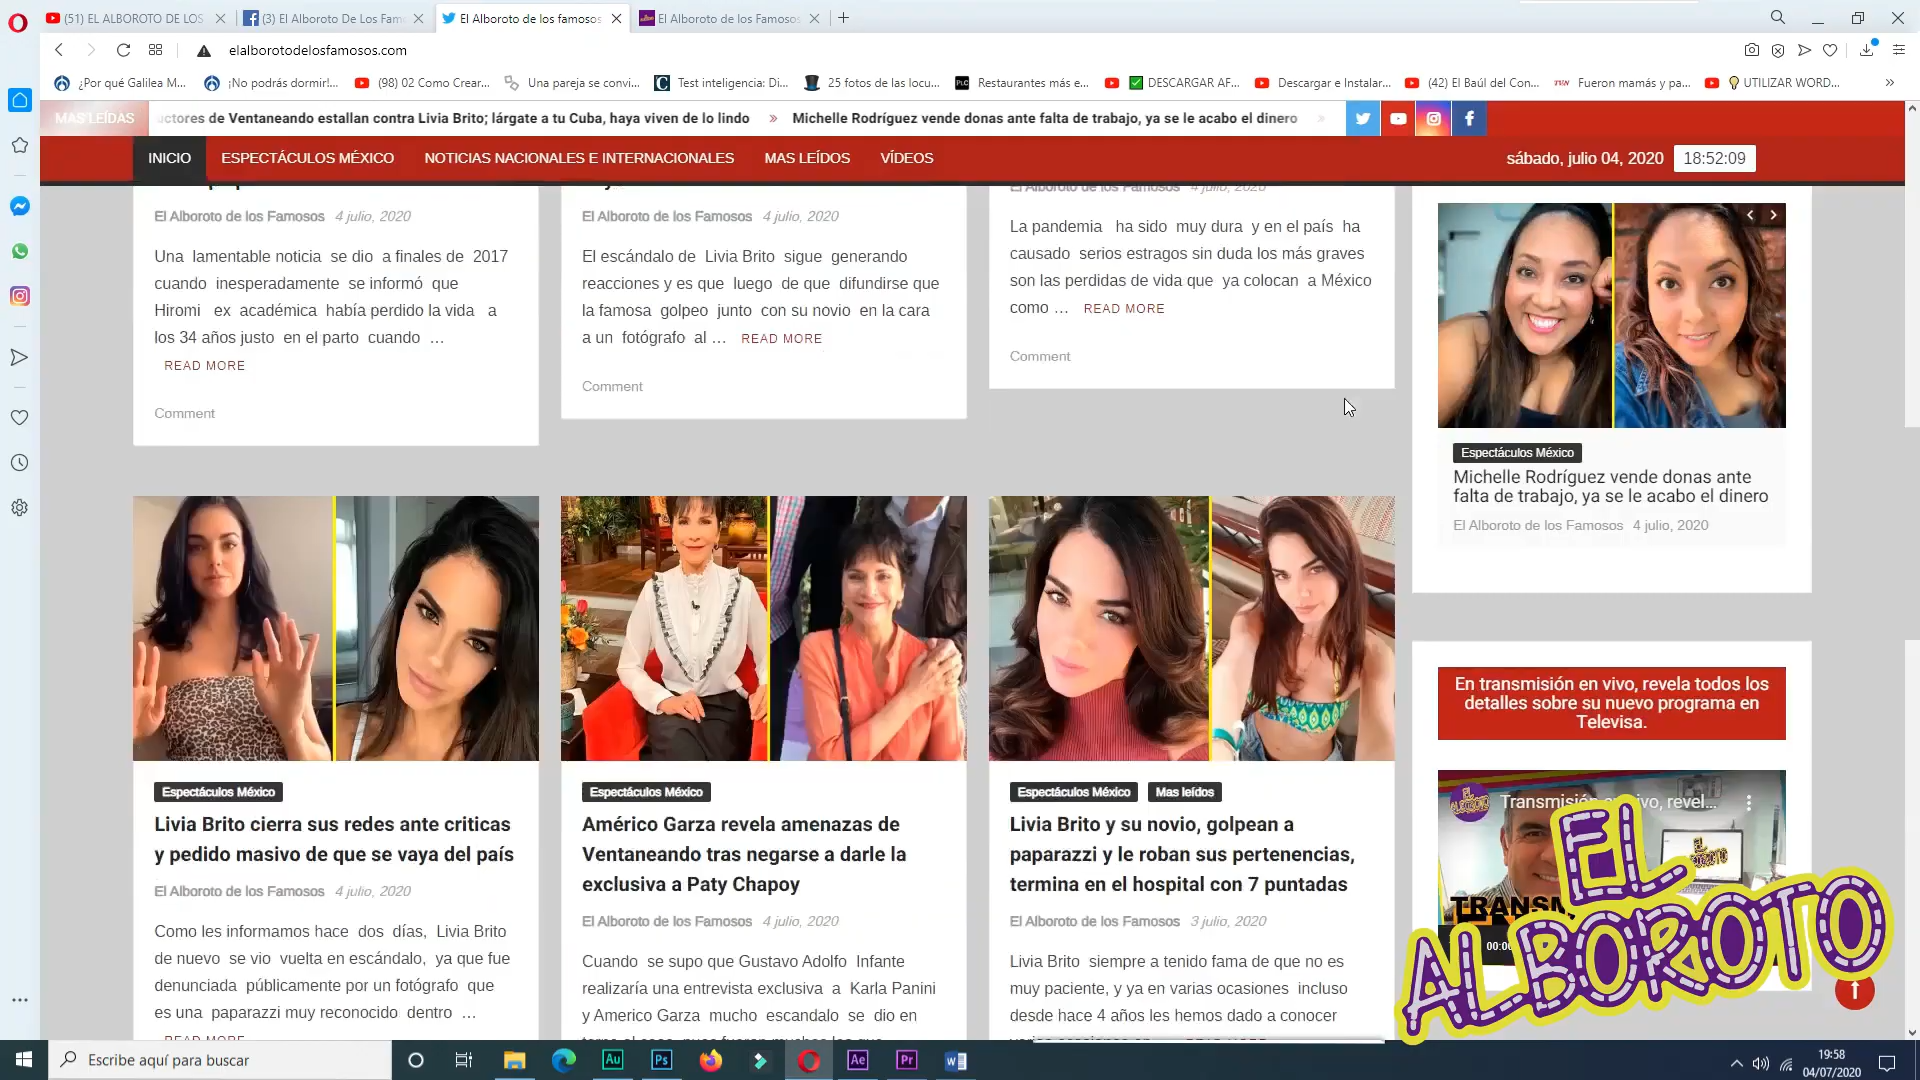 (51) EL ALBOROTO DE LOS
(3) El Alboroto De Los Fam
El Alboroto de los famosos
El Alboroto de los Famosos
elalborotodelosfamosos.com
¿Por qué Galilea M...
¡No podrás dormir!...
(98) 02 Como Crear...
Una pareja se convi...
Test inteligencia: Di...
25 fotos de las locu...
Restaurantes más e...
DESCARGAR AF...
Descargar e Instalar...
(42) El Baúl del Con...
Fueron mamás y pa...
UTILIZAR WORD...
MAS LEÍDAS
uctores de Ventaneando estallan contra Livia Brito; lárgate a tu Cuba, haya viven de lo lindo » Michelle Rodríguez vende donas ante falta de trabajo, ya se le acabo el dinero »
INICIO ESPECTÁCULOS MÉXICO NOTICIAS NACIONALES E INTERNACIONALES MAS LEÍDOS VÍDEOS
sábado, julio 04, 2020 18:52:09
El Alboroto de los Famosos 4 julio, 2020
Una lamentable noticia se dio a finales de 2017
cuando inesperadamente se informó que
Hiromi ex académica había perdido la vida a
los 34 años justo en el parto cuando …
READ MORE
Comment
El Alboroto de los Famosos 4 julio, 2020
El escándalo de Livia Brito sigue generando
reacciones y es que luego de que difundirse que
la famosa golpeo junto con su novio en la cara
a un fotógrafo al … READ MORE
Comment
El Alboroto de los Famosos 4 julio, 2020
La pandemia ha sido muy dura y en el país ha
causado serios estragos sin duda los más graves
son las perdidas de vida que ya colocan a México
como … READ MORE
Comment
Espectáculos México
Michelle Rodríguez vende donas ante
falta de trabajo, ya se le acabo el dinero
El Alboroto de los Famosos 4 julio, 2020
Espectáculos México
Livia Brito cierra sus redes ante criticas
y pedido masivo de que se vaya del país
El Alboroto de los Famosos 4 julio, 2020
Como les informamos hace dos días, Livia Brito
de nuevo se vio vuelta en escándalo, ya que fue
denunciada públicamente por un fotógrafo que
es una paparazzi muy reconocido dentro …
READ MORE
Espectáculos México
Américo Garza revela amenazas de
Ventaneando tras negarse a darle la
exclusiva a Paty Chapoy
El Alboroto de los Famosos 4 julio, 2020
Cuando se supo que Gustavo Adolfo Infante
realizaría una entrevista exclusiva a Karla Panini
y Americo Garza mucho escandalo se dio en
Espectáculos México Mas leídos
Livia Brito y su novio, golpean a
paparazzi y le roban sus pertenencias,
termina en el hospital con 7 puntadas
El Alboroto de los Famosos 3 julio, 2020
Livia Brito siempre a tenido fama de que no es
muy paciente, y ya en varias ocasiones incluso
desde hace 4 años les hemos dado a conocer
En transmisión en vivo, revela todos los
detalles sobre su nuevo programa en
Televisa.
EL ALBOROTO
EL
ALBOROTO
Escribe aquí para buscar
Au
Ps
Ae
Pr
19:58
04/07/2020